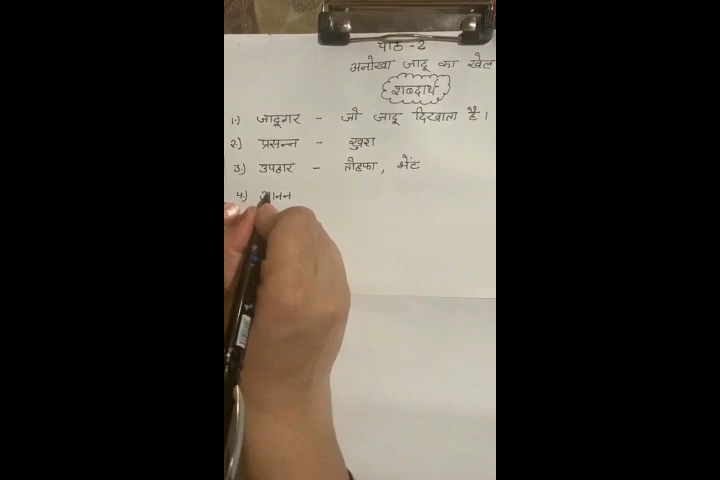 पाठ -2
अनोखा जादू का खेल
शब्दार्थ
1.) जादूगर - जो जादू दिखाता है।
2.) प्रसन्न - खुश
3.) उपहार - तोहफा, भेंट
4.)